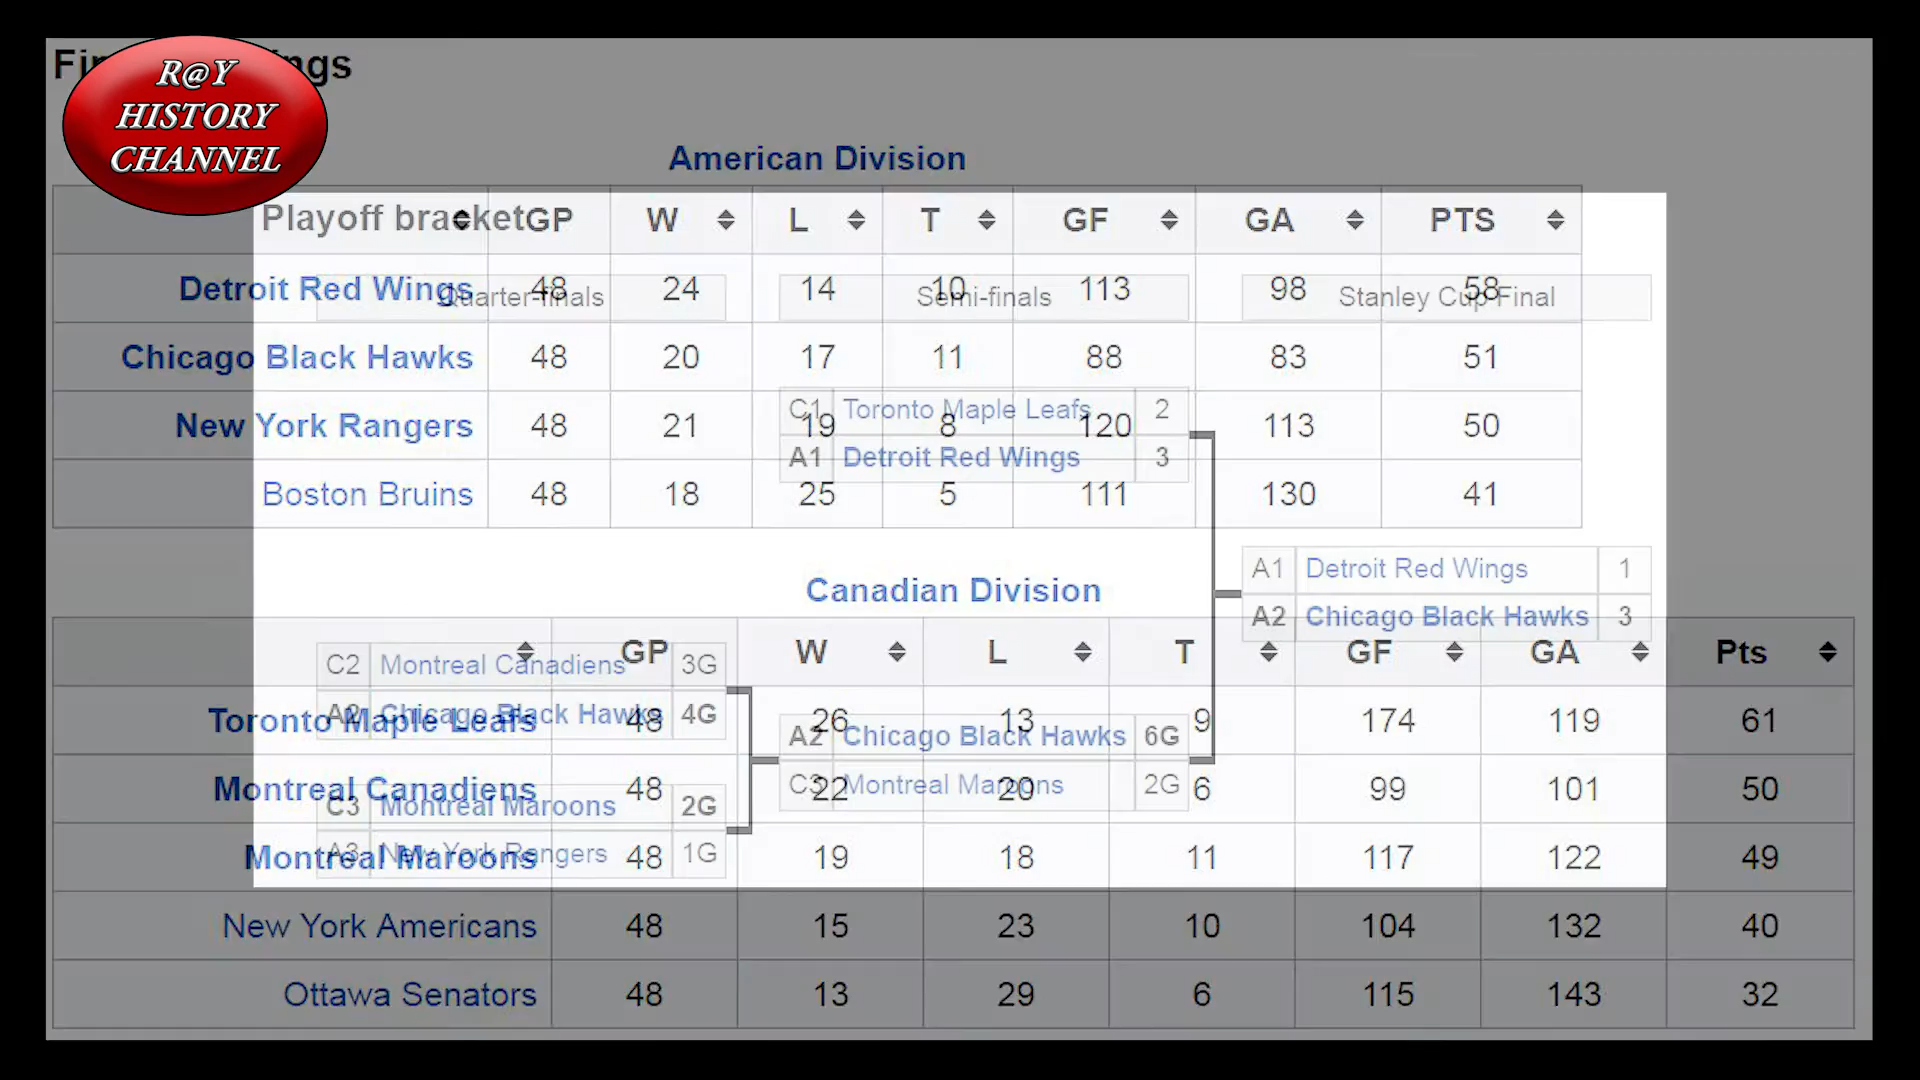 Fi ngs
R@Y
HISTORY
CHANNEL
American Division
GP W L T GF GA PTS
Detroit Red Wings 48 24 14 10 113 98 58
Chicago Black Hawks 48 20 17 11 88 83 51
New York Rangers 48 21 19 8 120 113 50
Boston Bruins 48 18 25 5 111 130 41
Canadian Division
GP W L T GF GA Pts
Toronto Maple Leafs 48 26 13 9 174 119 61
Montreal Canadiens 48 22 20 6 99 101 50
Montreal Maroons 48 19 18 11 117 122 49
New York Americans 48 15 23 10 104 132 40
Ottawa Senators 48 13 29 6 115 143 32
Playoff bracket
Quarter-finals Semi-finals Stanley Cup Final
C1 Toronto Maple Leafs 2
A1 Detroit Red Wings 3
A1 Detroit Red Wings 1
A2 Chicago Black Hawks 3
C2 Montreal Canadiens 3G
A2 Chicago Black Hawks 4G
A2 Chicago Black Hawks 6G
C3 Montreal Maroons 2G
C3 Montreal Maroons 2G
A3 New York Rangers 1G